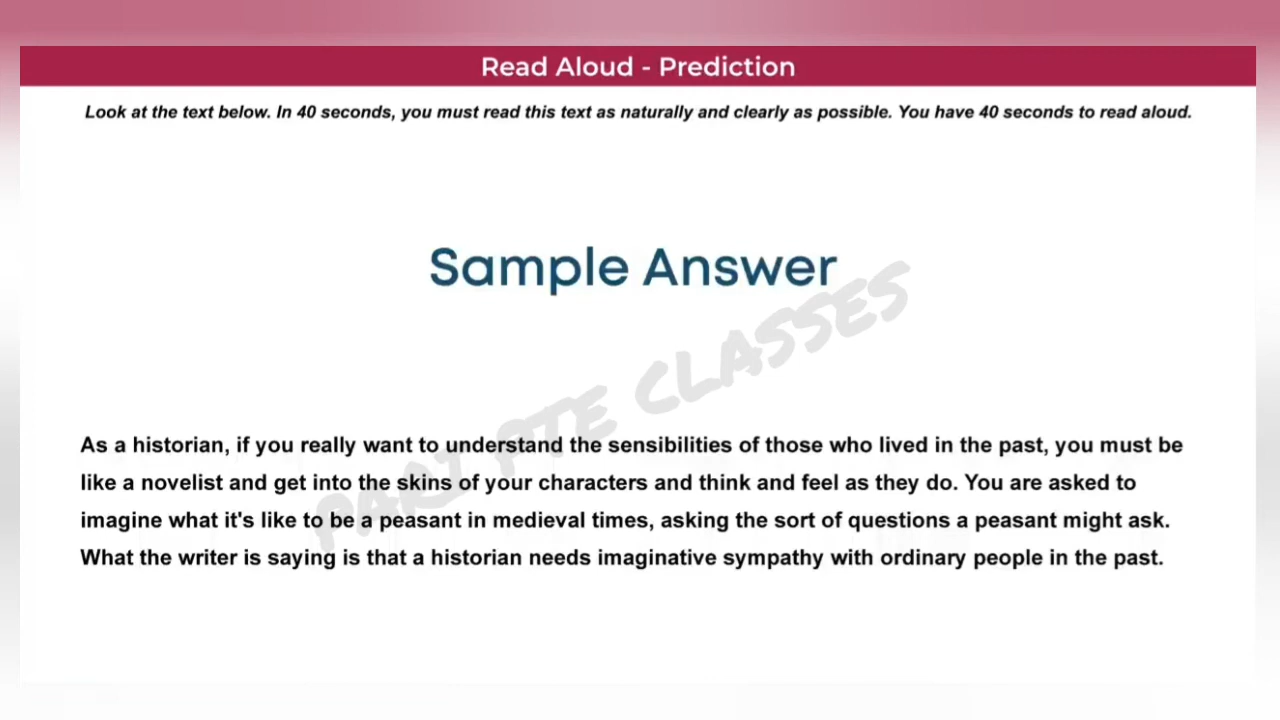 Read Aloud - Prediction
Look at the text below. In 40 seconds, you must read this text as naturally and clearly as possible. You have 40 seconds to read aloud.
Sample Answer
PARI PTE CLASSES
As a historian, if you really want to understand the sensibilities of those who lived in the past, you must be
like a novelist and get into the skins of your characters and think and feel as they do. You are asked to
imagine what it's like to be a peasant in medieval times, asking the sort of questions a peasant might ask.
What the writer is saying is that a historian needs imaginative sympathy with ordinary people in the past.